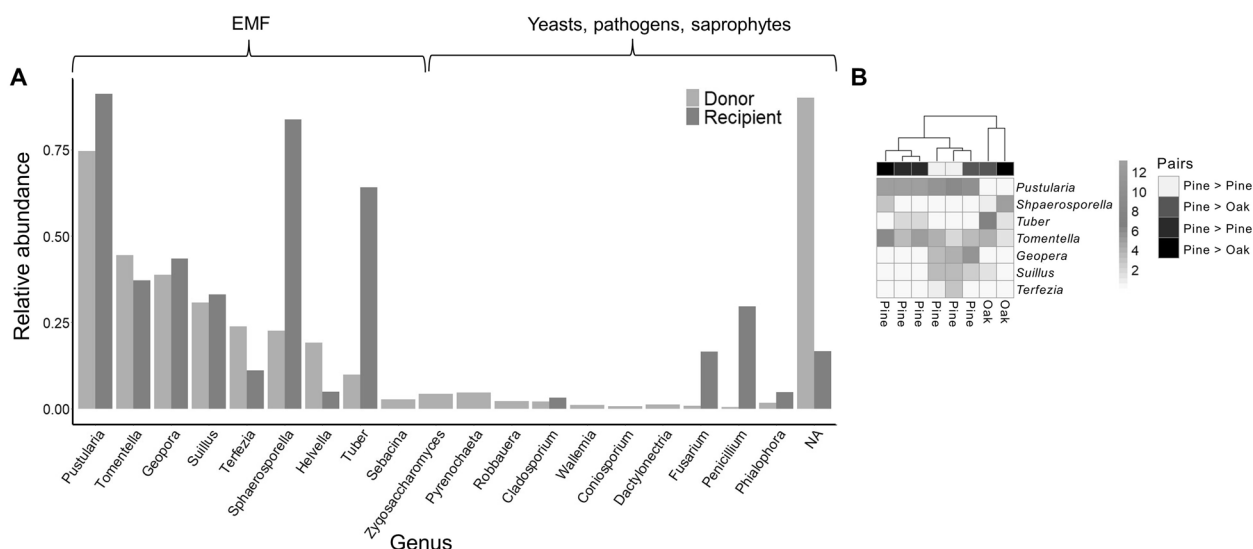 EMF
Yeasts, pathogens, saprophytes
A
Donor
Recipient
Relative abundance
0.75
0.50
0.25
0.00
Pustularia
Tomentella
Geopora
Suillus
Terfezia
Sphaerosporella
Helvella
Tuber
Sebacina
Zygosaccharomyces
Pyrenochaeta
Robbauera
Cladosporium
Wallemia
Coniosporium
Dactylonectria
Fusarium
Penicillium
Phialophora
NA
Genus
B
Pustularia
Shpaerosporella
Tuber
Tomentella
Geopera
Suillus
Terfezia
Pine
Pine
Pine
Pine
Pine
Pine
Oak
Oak
12
10
8
6
4
2
Pairs
Pine > Pine
Pine > Oak
Pine > Pine
Pine > Oak